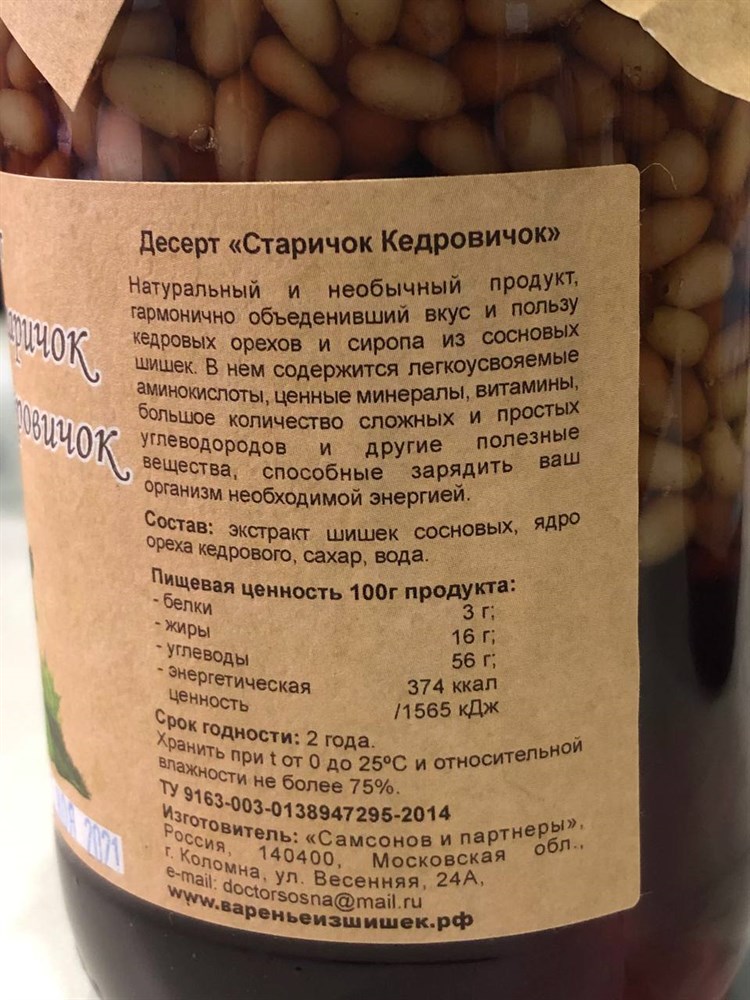 Десерт «Старичок Кедровичок»
Натуральный и необычный продукт,
гармонично объеденивший вкус и пользу
кедровых орехов и сиропа из сосновых
шишек. В нем содержится легкоусвояемые
аминокислоты, ценные минералы, витамины,
большое количество сложных и простых
углеводородов и другие полезные
вещества, способные зарядить ваш
организм необходимой энергией.
Состав: экстракт шишек сосновых, ядро
ореха кедрового, сахар, вода.
Пищевая ценность 100г продукта:
- белки 3 г;
- жиры 16 г;
- углеводы 56 г;
- энергетическая 374 ккал
ценность /1565 кДж
Срок годности: 2 года.
Хранить при t от 0 до 25ºС и относительной
влажности не более 75%.
ТУ 9163-003-0138947295-2014
Изготовитель: «Самсонов и партнеры»,
Россия, 140400, Московская обл.,
г. Коломна, ул. Весенняя, 24А,
e-mail: doctorsosna@mail.ru
www.вареньеизшишек.рф
2021